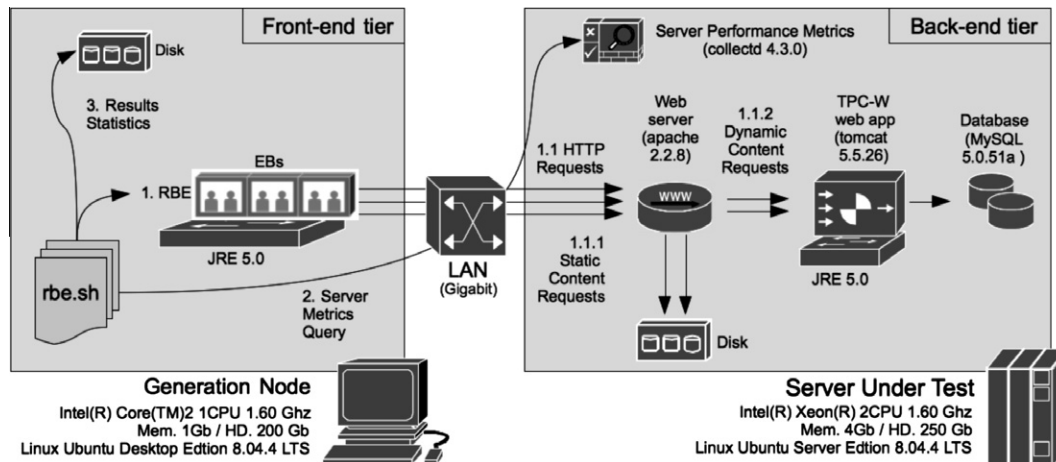 Front-end tier
Disk
3. Results
Statistics
EBs
1. RBE
JRE 5.0
rbe.sh
2. Server
Metrics
Query
LAN
(Gigabit)
Back-end tier
Server Performance Metrics
(collectd 4.3.0)
Web
server
(apache
2.2.8)
1.1.2
Dynamic
Content
Requests
TPC-W
web app
(tomcat
5.5.26)
Database
(MySQL
5.0.51a )
1.1 HTTP
Requests
WWW
1.1.1
Static
Content
Requests
JRE 5.0
Disk
Generation Node
Intel(R) Core(TM)2 1CPU 1.60 Ghz
Mem. 1Gb / HD. 200 Gb
Linux Ubuntu Desktop Edtion 8.04.4 LTS
Server Under Test
Intel(R) Xeon(R) 2CPU 1.60 Ghz
Mem. 4Gb / HD. 250 Gb
Linux Ubuntu Server Edtion 8.04.4 LTS